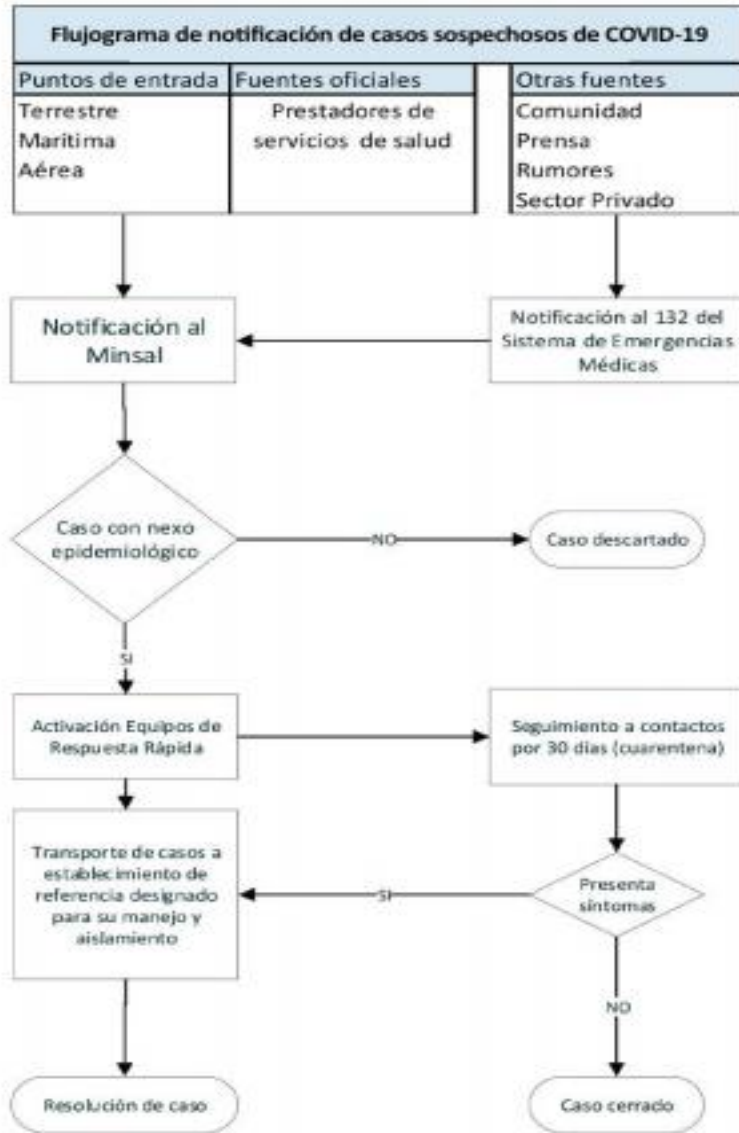 Flujograma de notificación de casos sospechosos de COVID-19
Puntos de entrada
Terrestre
Marítima
Aérea
Fuentes oficiales
Prestadores de
servicios de salud
Otras fuentes
Comunidad
Prensa
Rumores
Sector Privado
Notificación al
Minsal
Notificación al 132 del
Sistema de Emergencias
Médicas
Caso con nexo
epidemiológico
NO
Caso descartado
SI
Activación Equipos de
Respuesta Rápida
Seguimiento a contactos
por 30 días (cuarentena)
Transporte de casos a
establecimiento de
referencia designado
para su manejo y
aislamiento
SI
Presenta
síntomas
NO
Resolución de caso
Caso cerrado